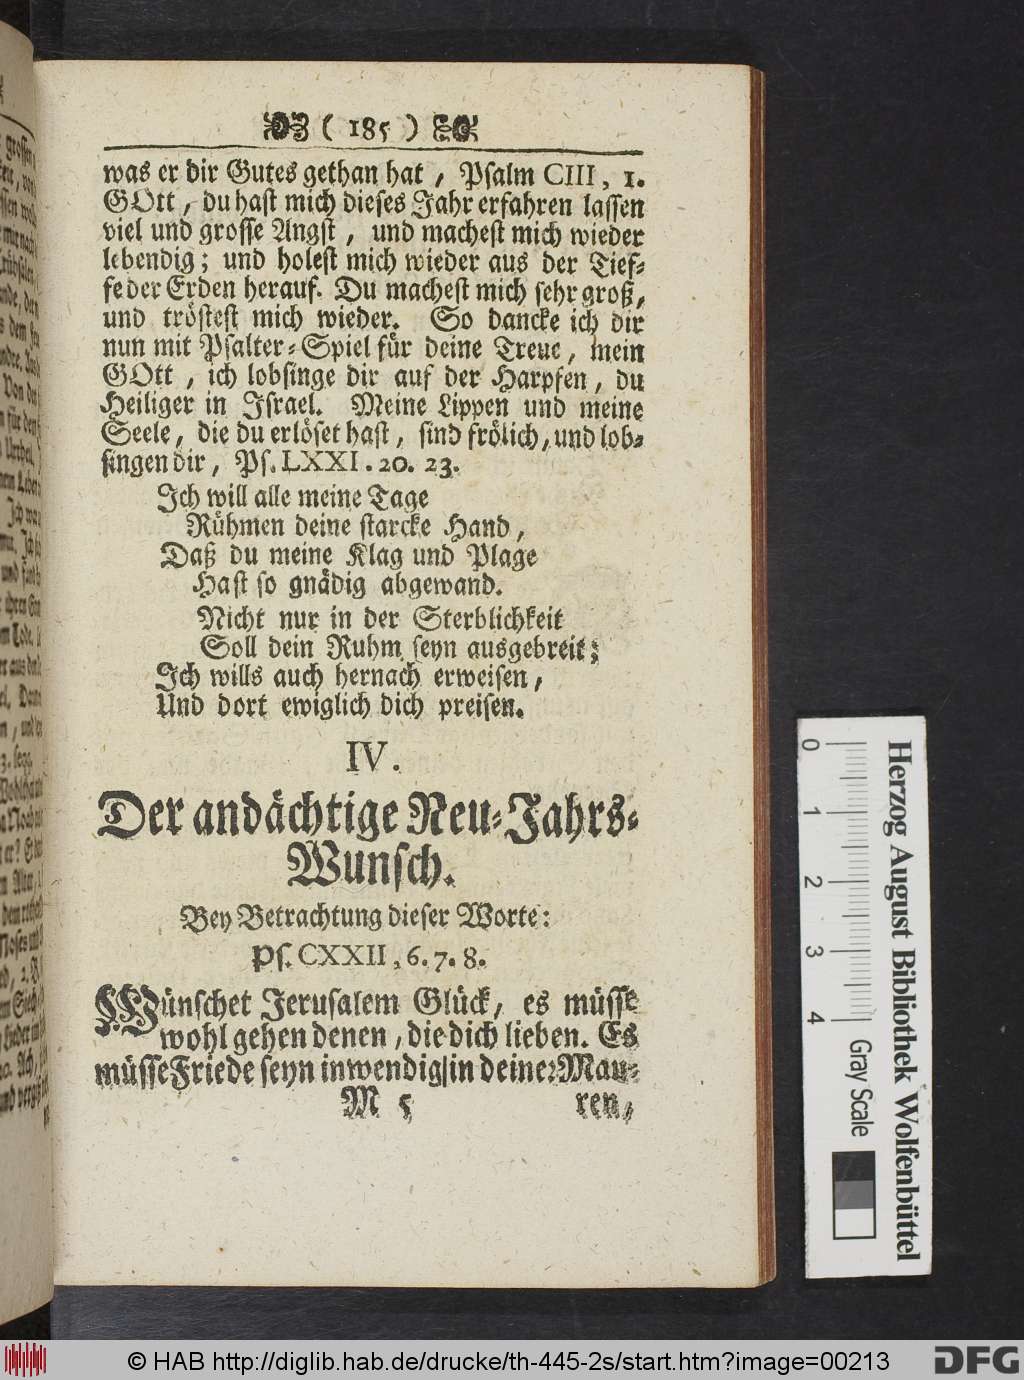 ( 185 )
was er dir Gutes gethan hat, Psalm CIII, 1.
GOtt, du hast mich dieses Jahr erfahren lassen
viel und grosse Angst, und machest mich wieder
lebendig; und holest mich wieder aus der Tief-
fe der Erden herauf. Du machest mich sehr groß,
und tröstest mich wieder. So dancke ich dir
nun mit Psalter-Spiel für deine Treue, mein
GOtt, ich lobsinge dir auf der Harpfen, du
Heiliger in Israel. Meine Lippen und meine
Seele, die du erlöset hast, sind frölich, und lob-
singen dir, Ps. LXXI. 20. 23.
Ich will alle meine Tage
Rühmen deine starcke Hand,
Daß du meine Klag und Plage
Hast so gnädig abgewand.
Nicht nur in der Sterblichkeit
Soll dein Ruhm seyn ausgebreit;
Ich wills auch hernach erweisen,
Und dort ewiglich dich preisen.
IV.
Der andächtige Neu-Jahrs-
Wunsch.
Bey Betrachtung dieser Worte:
Ps. CXXII, 6. 7. 8.
Wünschet Jerusalem Glück, es müsse
wohl gehen denen, die dich lieben. Es
müsse Friede seyn inwendig in deinen Mau-
M 5 ren,
0 1 2 3 4 Gray Scale
Herzog August Bibliothek Wolfenbüttel
© HAB http://diglib.hab.de/drucke/th-445-2s/start.htm?image=00213
DFG